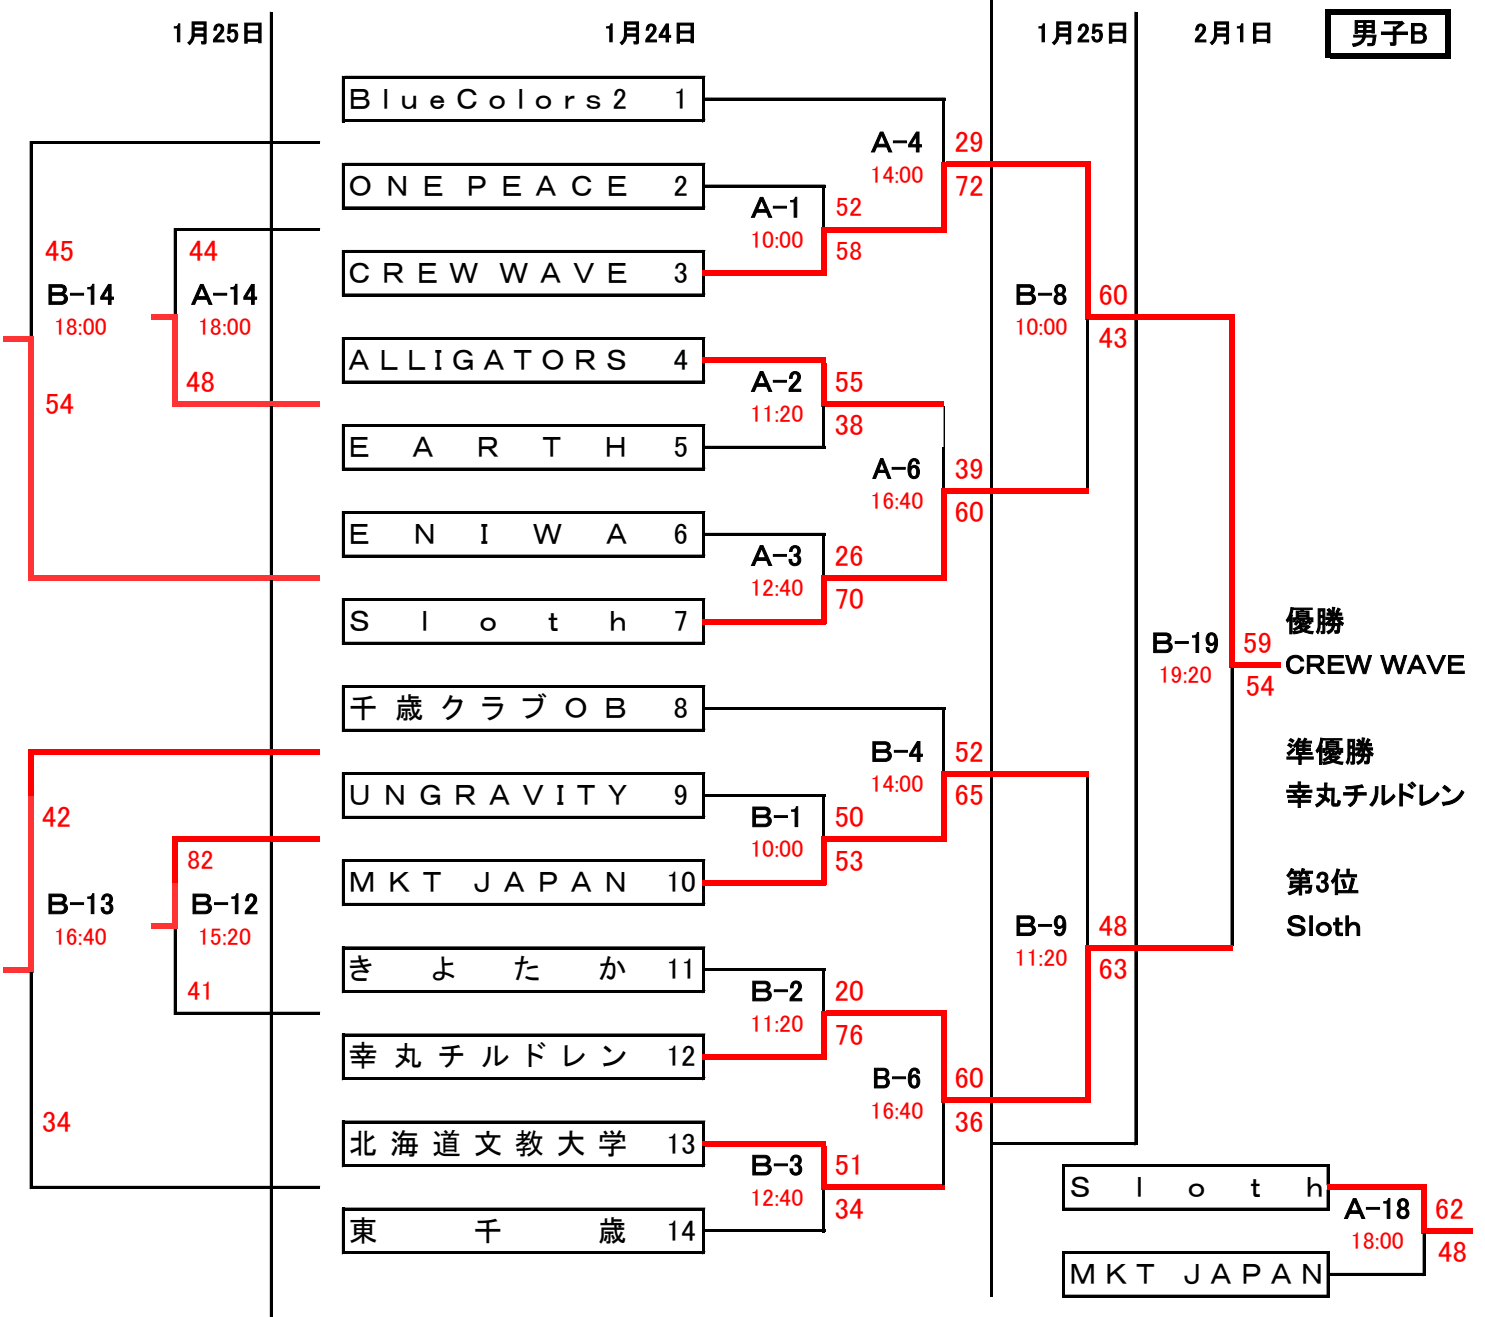 1月25日 1月24日 1月25日 2月1日 男子B
BlueColors2 1
A-4 29
14:00 72
ONE PEACE 2
A-1 52
10:00 58
CREW WAVE 3
45 44
B-14 A-14
18:00 18:00
54 48
B-8 60
10:00 43
ALLIGATORS 4
A-2 55
11:20 38
EARTH 5
A-6 39
16:40 60
ENIWA 6
A-3 26
12:40 70
Sloth 7
優勝
B-19 59
CREW WAVE
19:20 54
千歳クラブOB 8
B-4 52
14:00 65
準優勝
幸丸チルドレン
UNGRAVITY 9
B-1 50
10:00 53
MKT JAPAN 10
42 82
B-13 B-12
16:40 15:20
41
34
第3位
Sloth
B-9 48
11:20 63
きよたか 11
B-2 20
11:20 76
幸丸チルドレン 12
B-6 60
16:40 36
北海道文教大学 13
B-3 51
12:40 34
東千歳 14
Sloth
A-18 62
18:00 48
MKT JAPAN